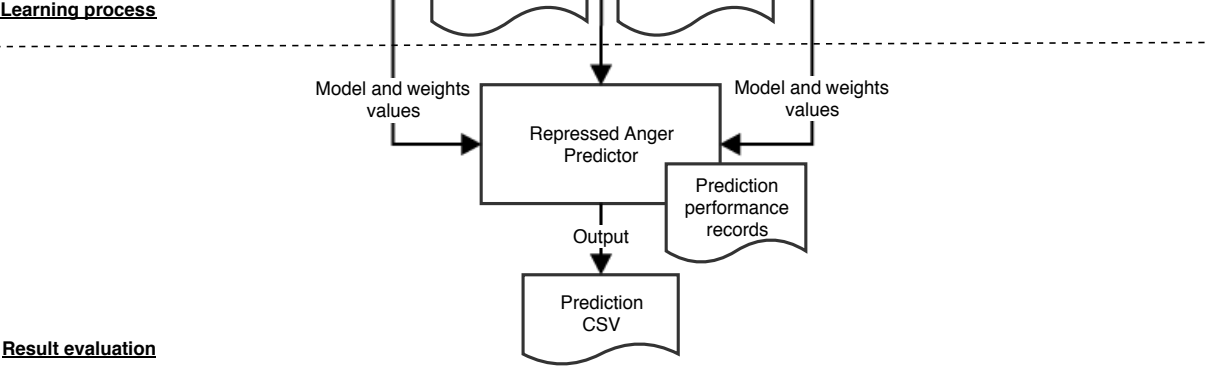 Learning process
Model and weights
values
Model and weights
values
Repressed Anger
Predictor
Prediction
performance
records
Output
Prediction
CSV
Result evaluation